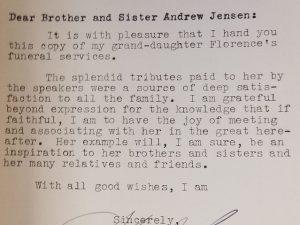 Dear Brother and Sister Andrew Jensen:
It is with pleasure that I hand you
this copy of my grand-daughter Florence's
funeral services.
The splendid tributes paid to her by
the speakers were a source of deep satis-
faction to all the family. I am grateful
beyond expression for the knowledge that if
faithful, I am to have the joy of meeting
and associating with her in the great here-
after. Her example will, I am sure, be an
inspiration to her brothers and sisters and
her many relatives and friends.
With all good wishes, I am
Sincerely,